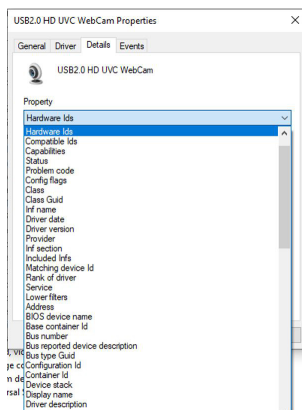 USB2.0 HD UVC WebCam Properties
General Driver Details Events
USB2.0 HD UVC WebCam
Property
Hardware Ids
Hardware Ids
Compatible Ids
Capabilities
Status
Problem code
Config flags
Class
Class Guid
Inf name
Driver date
Driver version
Provider
Inf section
Included Infs
Matching device Id
Rank of driver
Service
Lower filters
Address
BIOS device name
Base container Id
Bus number
Bus reported device description
Bus type Guid
Configuration Id
Container Id
Device stack
Display name
Driver description